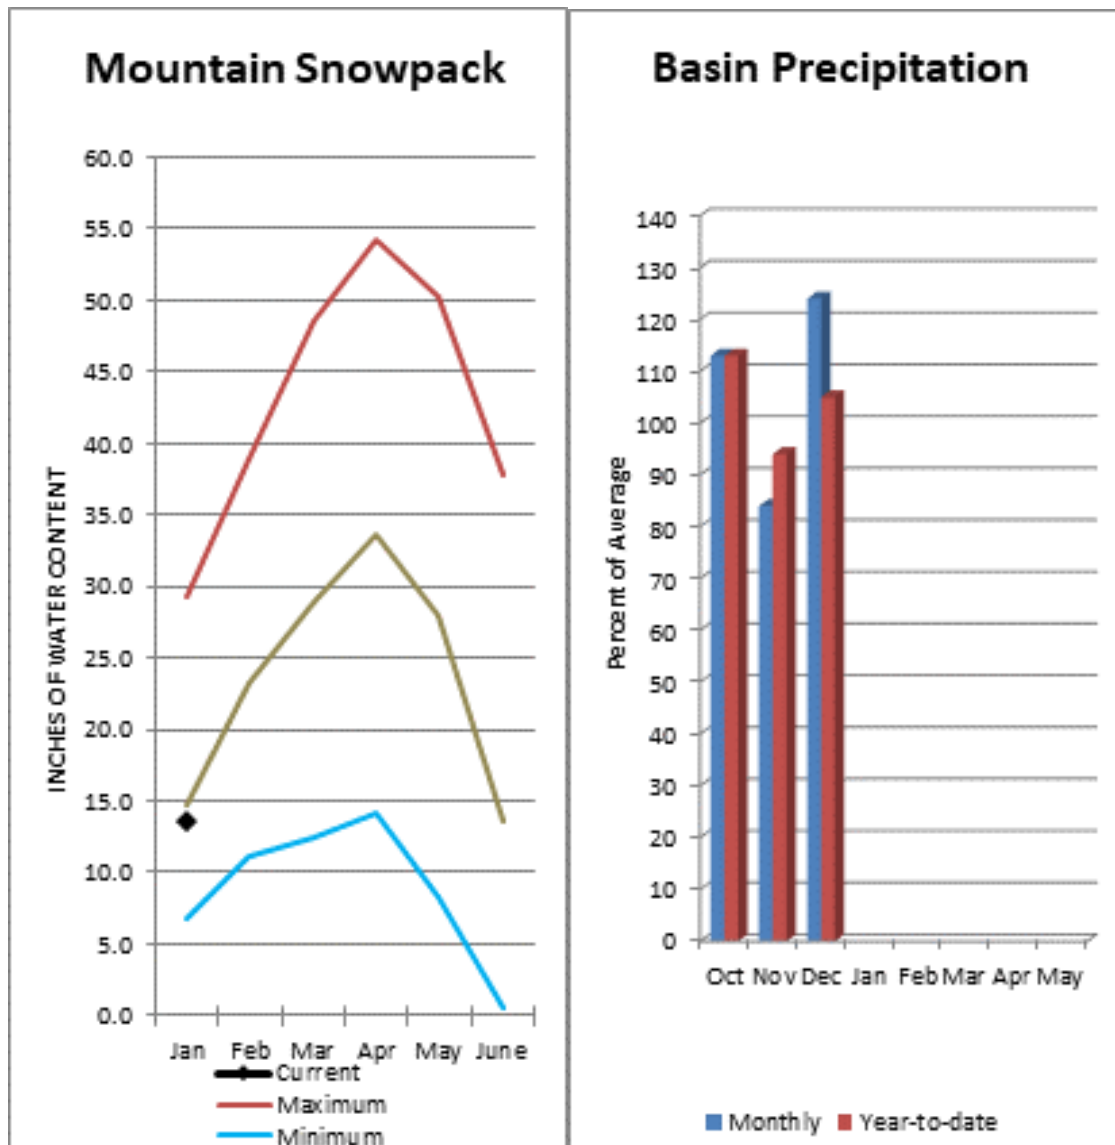 Mountain Snowpack
INCHES OF WATER CONTENT
60.0
55.0
50.0
45.0
40.0
35.0
30.0
25.0
20.0
15.0
10.0
5.0
0.0
Jan Feb Mar Apr May June
Current
Maximum
Minimum
Basin Precipitation
Percent of Average
140
130
120
110
100
90
80
70
60
50
40
30
20
10
0
Oct Nov Dec Jan Feb Mar Apr May
Monthly Year-to-date